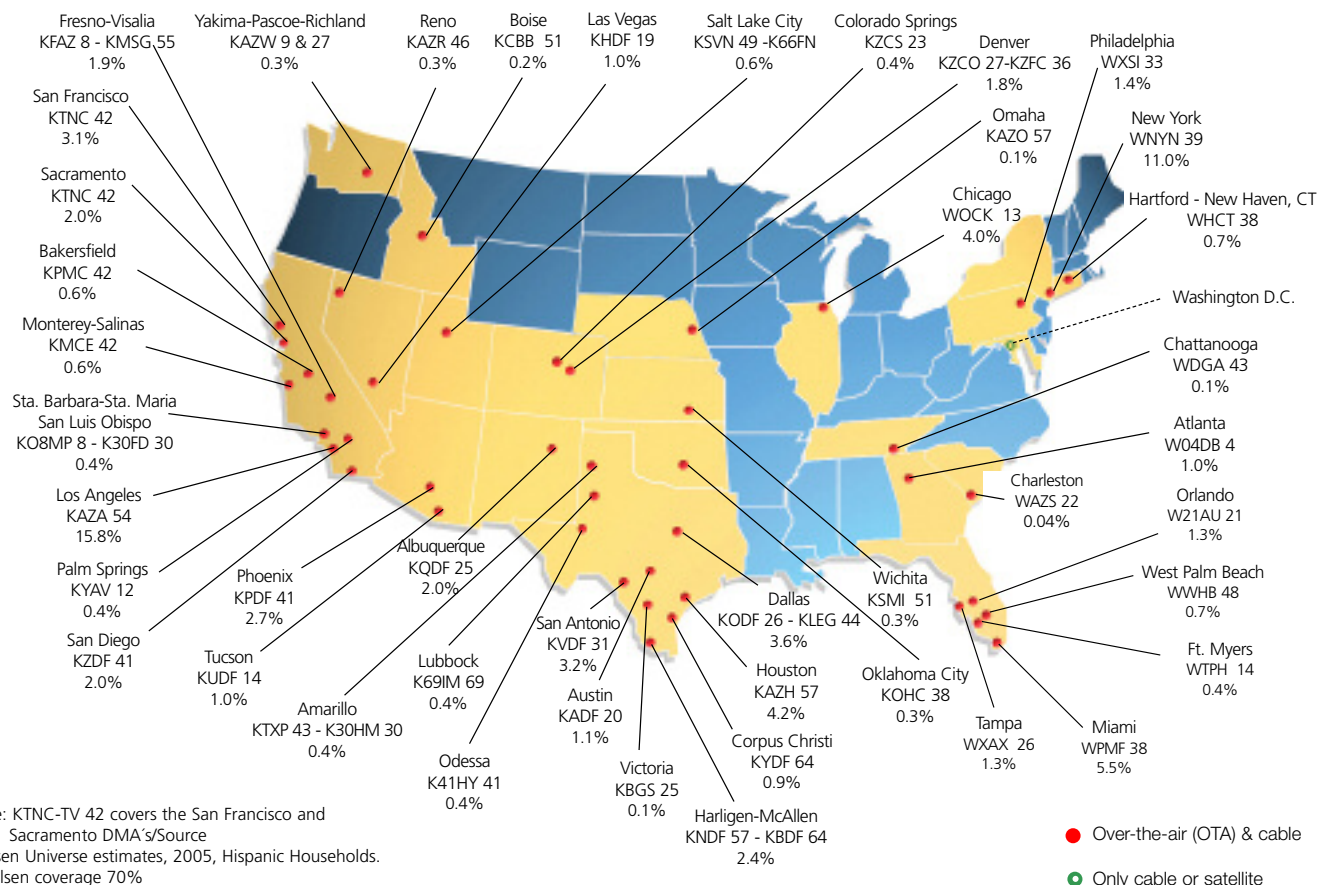 Fresno-Visalia
KFAZ 8 - KMSG 55
1.9%
Yakima-Pascoe-Richland
KAZW 9 & 27
0.3%
Reno
KAZR 46
0.3%
Boise
KCBB 51
0.2%
Las Vegas
KHDF 19
1.0%
Salt Lake City
KSVN 49 -K66FN
0.6%
Colorado Springs
KZCS 23
0.4%
Denver
KZCO 27-KZFC 36
1.8%
Philadelphia
WXSI 33
1.4%
San Francisco
KTNC 42
3.1%
Omaha
KAZO 57
0.1%
New York
WNYN 39
11.0%
Sacramento
KTNC 42
2.0%
Chicago
WOCK 13
4.0%
Hartford - New Haven, CT
WHCT 38
0.7%
Bakersfield
KPMC 42
0.6%
Washington D.C.
Monterey-Salinas
KMCE 42
0.6%
Chattanooga
WDGA 43
0.1%
Sta. Barbara-Sta. Maria
San Luis Obispo
KO8MP 8 - K30FD 30
0.4%
Atlanta
W04DB 4
1.0%
Los Angeles
KAZA 54
15.8%
Charleston
WAZS 22
0.04%
Orlando
W21AU 21
1.3%
Palm Springs
KYAV 12
0.4%
Phoenix
KPDF 41
2.7%
Albuquerque
KQDF 25
2.0%
Wichita
KSMI 51
0.3%
West Palm Beach
WWHB 48
0.7%
San Diego
KZDF 41
2.0%
Tucson
KUDF 14
1.0%
Lubbock
K69IM 69
0.4%
San Antonio
KVDF 31
3.2%
Dallas
KODF 26 - KLEG 44
3.6%
Ft. Myers
WTPH 14
0.4%
Amarillo
KTXP 43 - K30HM 30
0.4%
Austin
KADF 20
1.1%
Houston
KAZH 57
4.2%
Oklahoma City
KOHC 38
0.3%
Tampa
WXAX 26
1.3%
Miami
WPMF 38
5.5%
Odessa
K41HY 41
0.4%
Victoria
KBGS 25
0.1%
Corpus Christi
KYDF 64
0.9%
Harligen-McAllen
KNDF 57 - KBDF 64
2.4%
: KTNC-TV 42 covers the San Francisco and
Sacramento DMA´s/Source
Universe estimates, 2005, Hispanic Households.
coverage 70%
Over-the-air (OTA) & cable
Only cable or satellite